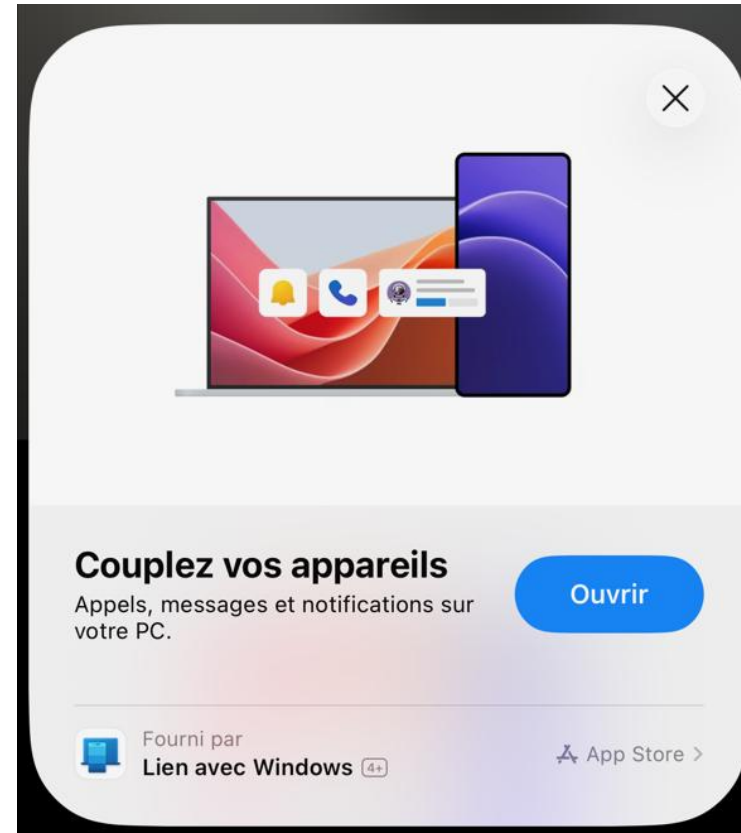 Couplez vos appareils
Appels, messages et notifications sur
votre PC.
Ouvrir
Fourni par
Lien avec Windows 4+
App Store >